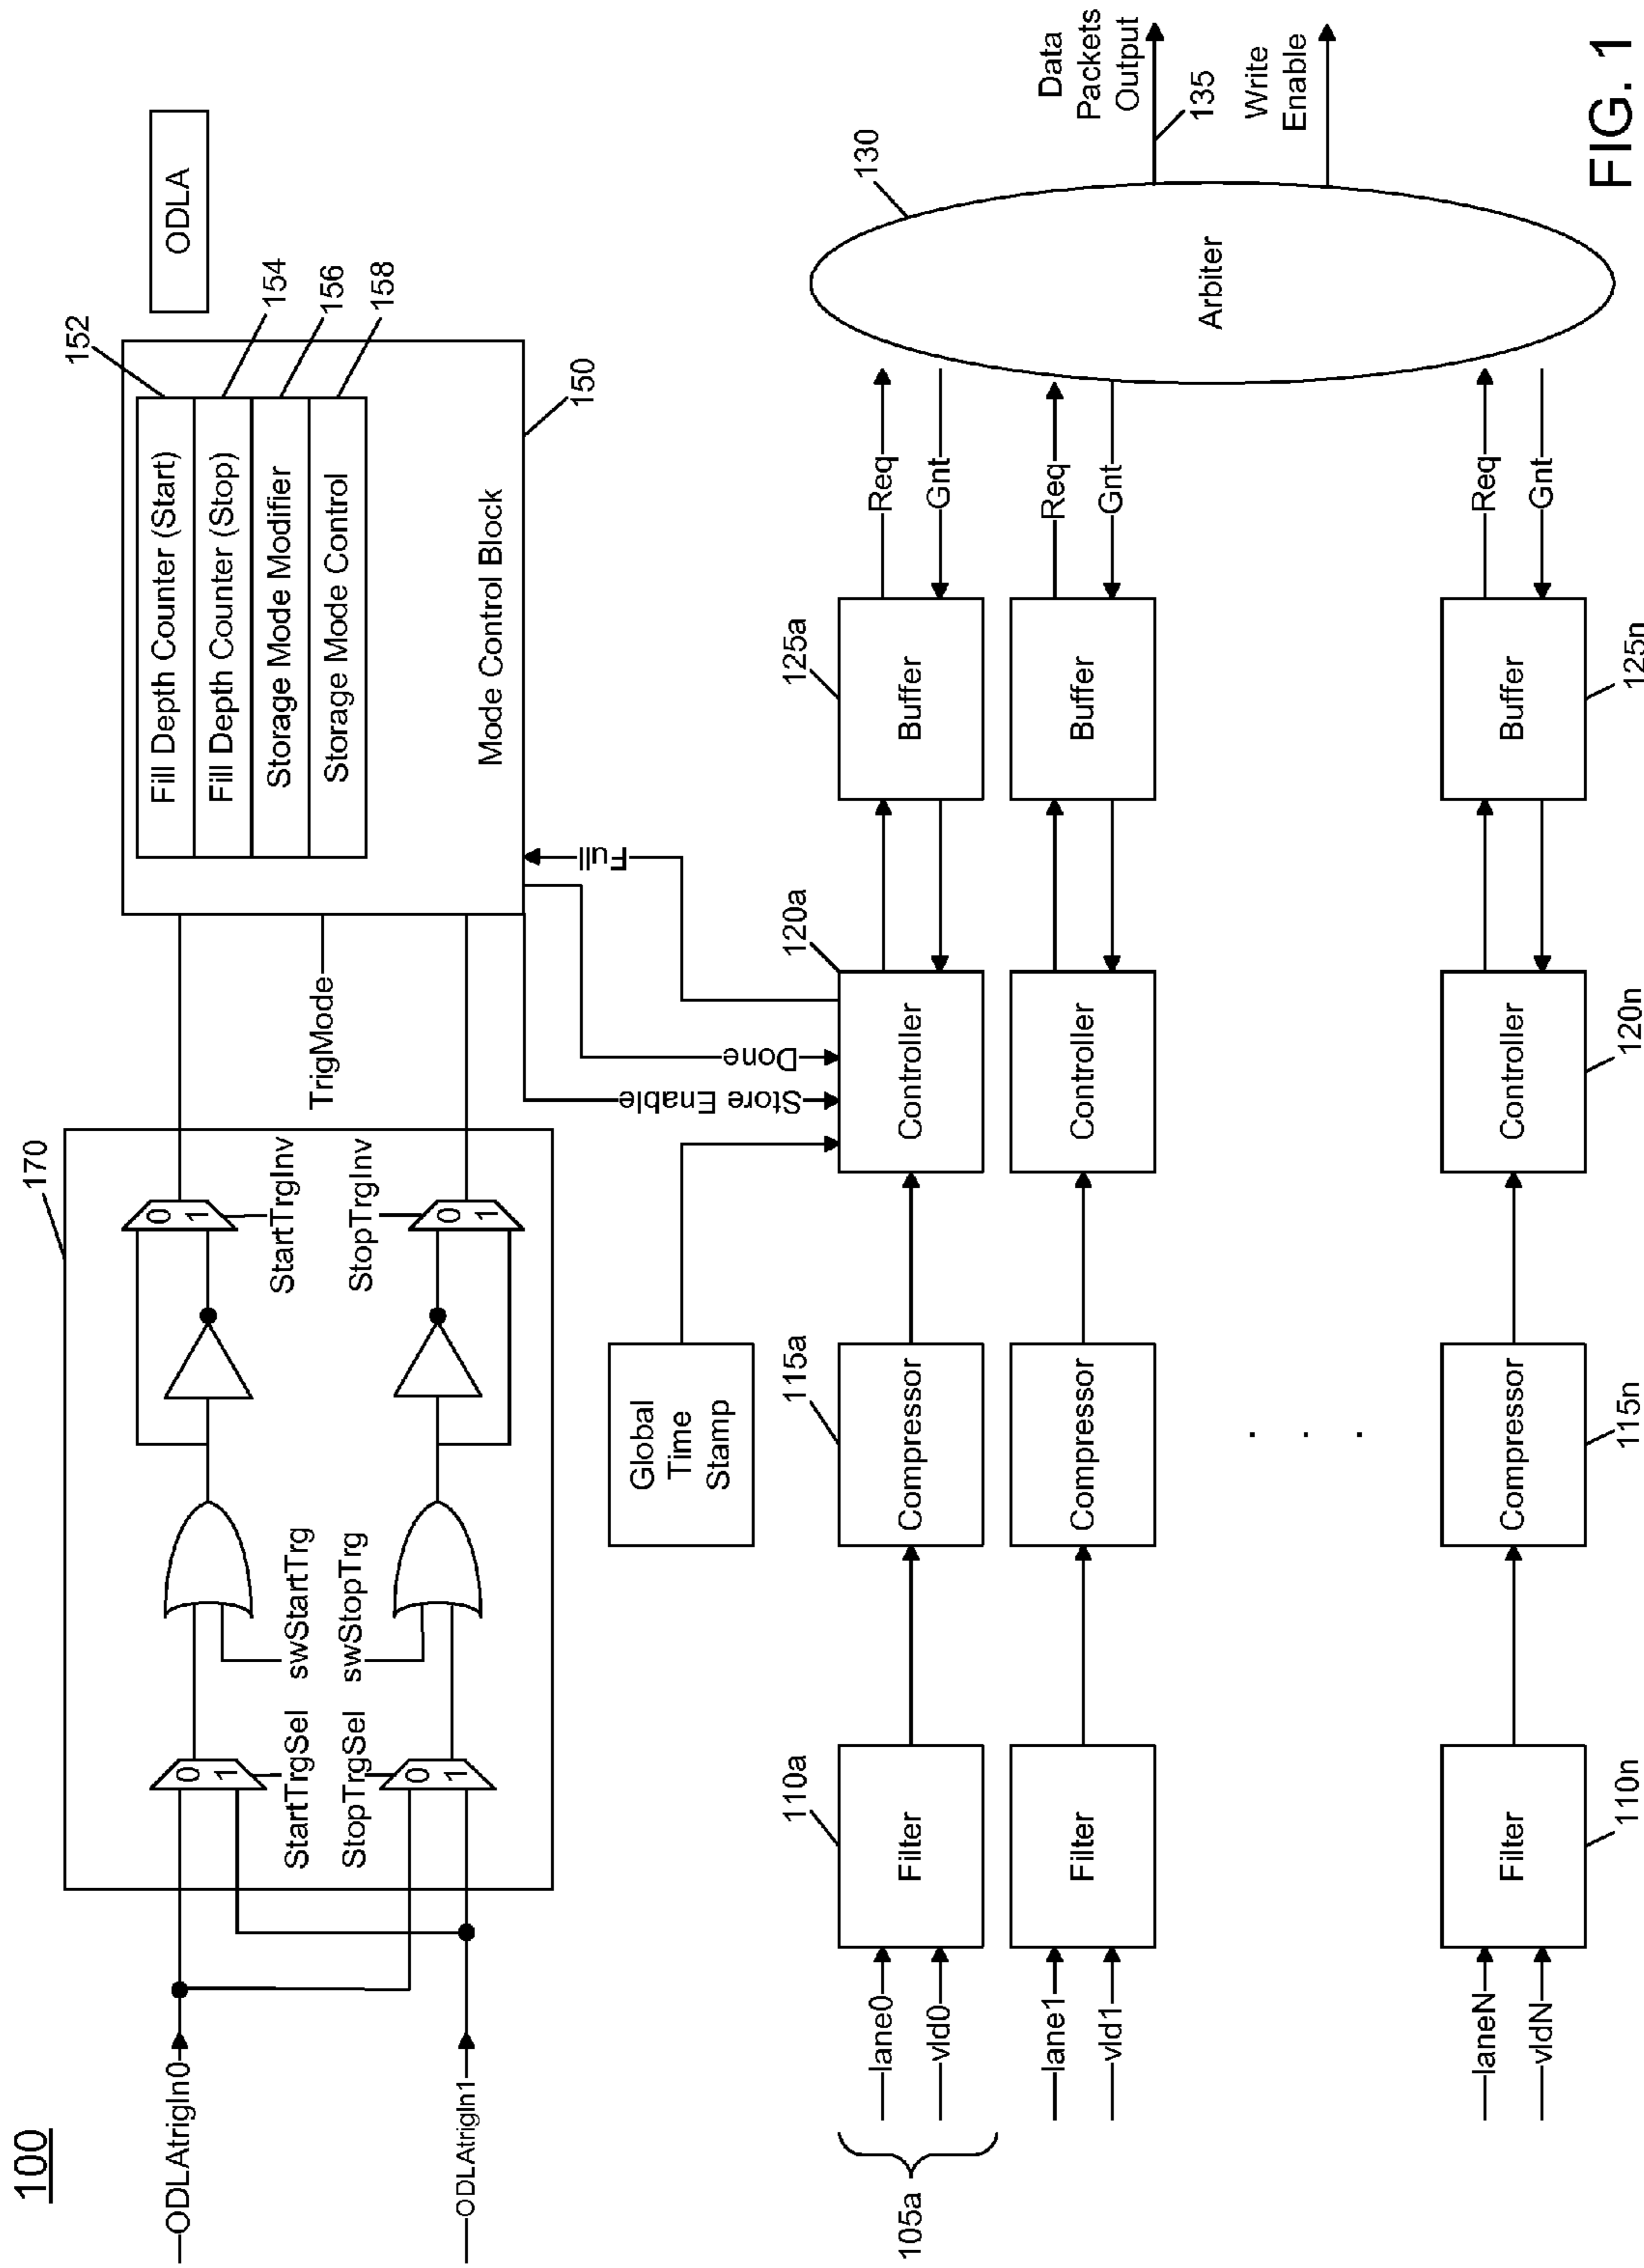 100
ODLAtrigIn0
ODLAtrigIn1
170
0
1
StartTrgSel
StopTrgSel
0
1
swStartTrg
swStopTrg
0
1
StartTrgInv
StopTrgInv
0
1
TrigMode
152
Fill Depth Counter (Start)
Fill Depth Counter (Stop)
Storage Mode Modifier
Storage Mode Control
Mode Control Block
ODLA
154
156
158
150
Global
Time
Stamp
Store Enable
Done
Full
105a
lane0
vld0
110a
Filter
115a
Compressor
120a
Controller
125a
Buffer
Req
Gnt
lane1
vld1
Filter
Compressor
Controller
Buffer
Req
Gnt
. . .
laneN
vldN
Filter
110n
Compressor
115n
Controller
120n
Buffer
125n
Req
Gnt
130
Arbiter
Data
Packets
Output
135
Write
Enable
FIG. 1